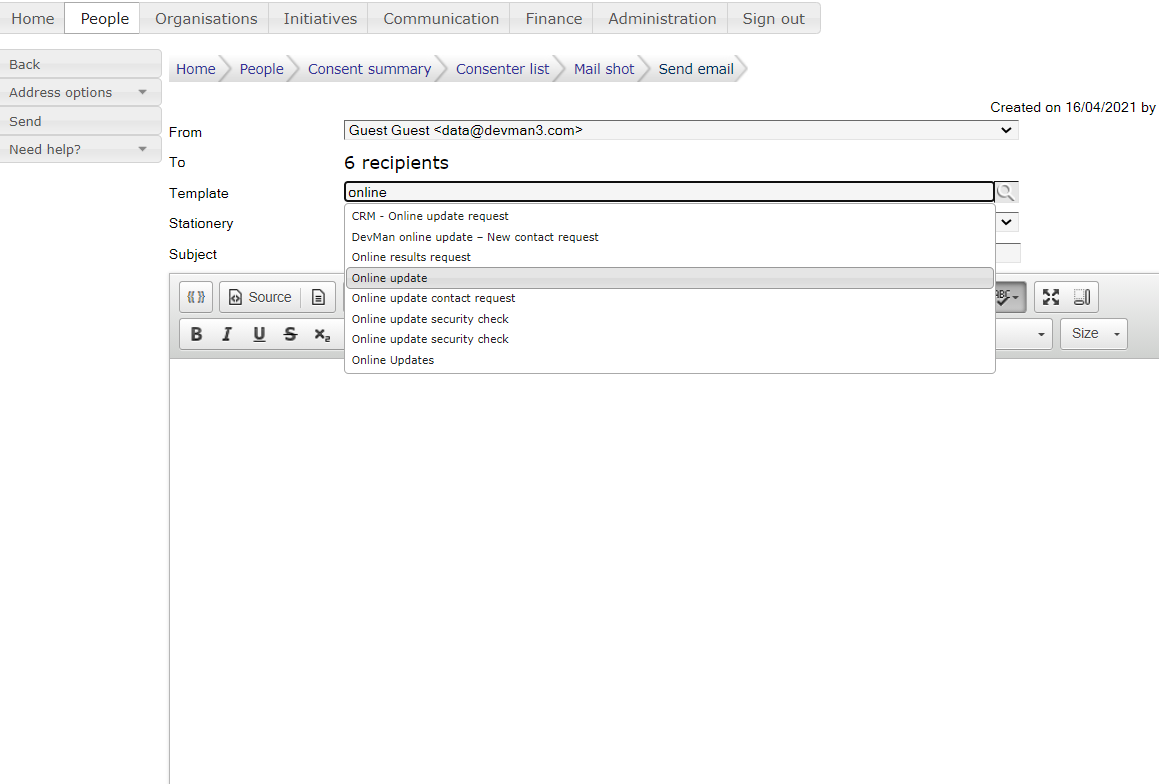 Home People Organisations Initiatives Communication Finance Administration Sign out
Back
Address options
Send
Need help?
Home People Consent summary Consenter list Mail shot Send email
Created on 16/04/2021 by
From Guest Guest <data@devman3.com>
To 6 recipients
Template online
Stationery
Subject
CRM - Online update request
DevMan online update – New contact request
Online results request
Online update
Online update contact request
Online update security check
Online update security check
Online Updates
Source ABC
B I U S x₂ Size